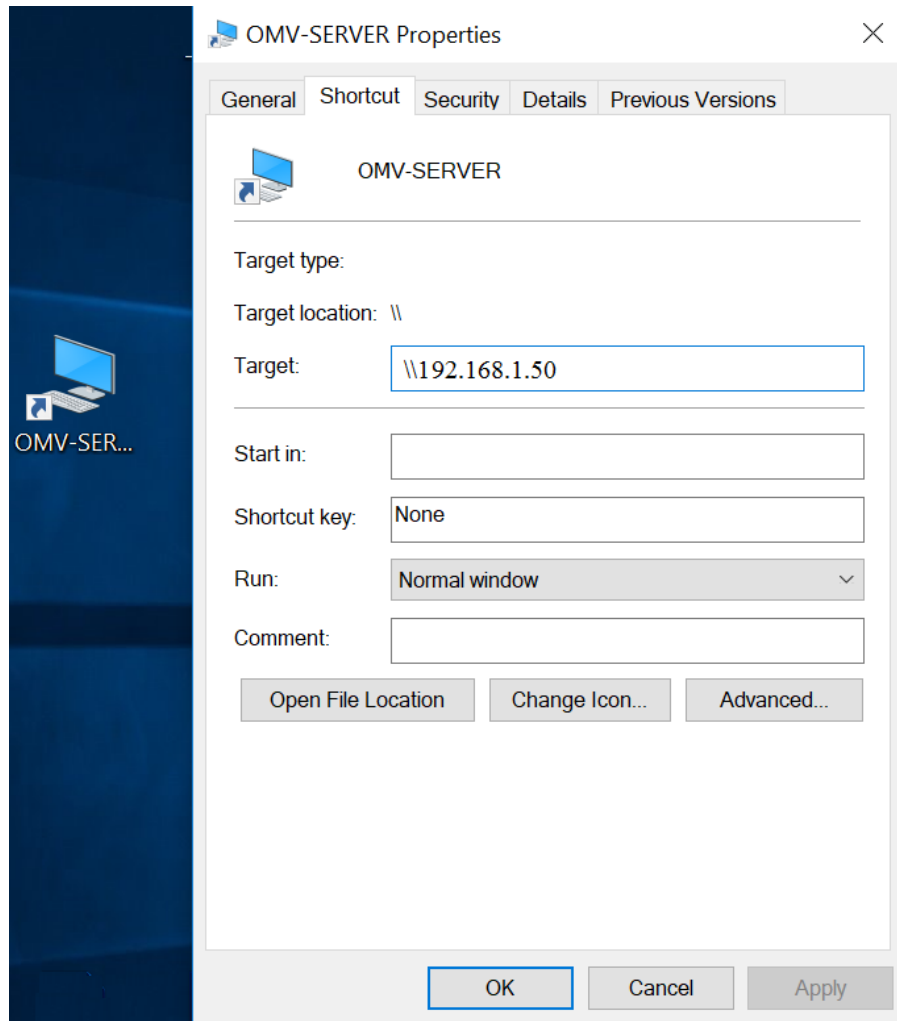 OMV-SERVER Properties
General Shortcut Security Details Previous Versions
OMV-SERVER
Target type:
Target location: \\
Target: \\192.168.1.50
OMV-SER...
Start in:
Shortcut key: None
Run: Normal window
Comment:
Open File Location Change Icon... Advanced...
OK Cancel Apply